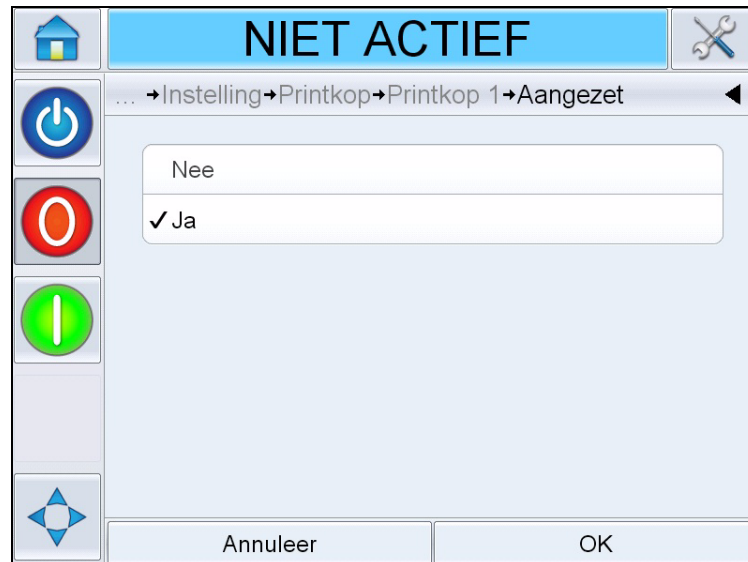 NIET ACTIEF
... →Instelling→Printkop→Printkop 1→Aangezet
Nee
✓Ja
Annuleer
OK